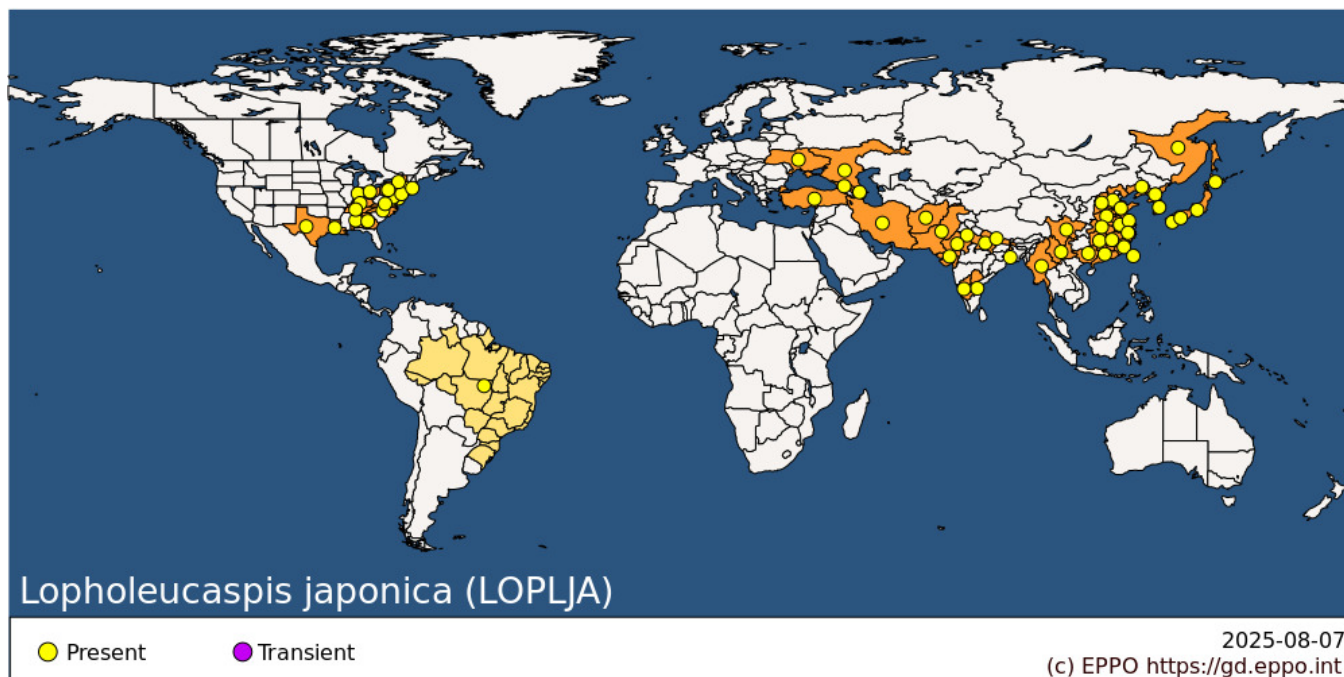 Lopholeucaspis japonica (LOPLJA)
Present
Transient
2025-08-07
(c) EPPO https://gd.eppo.int